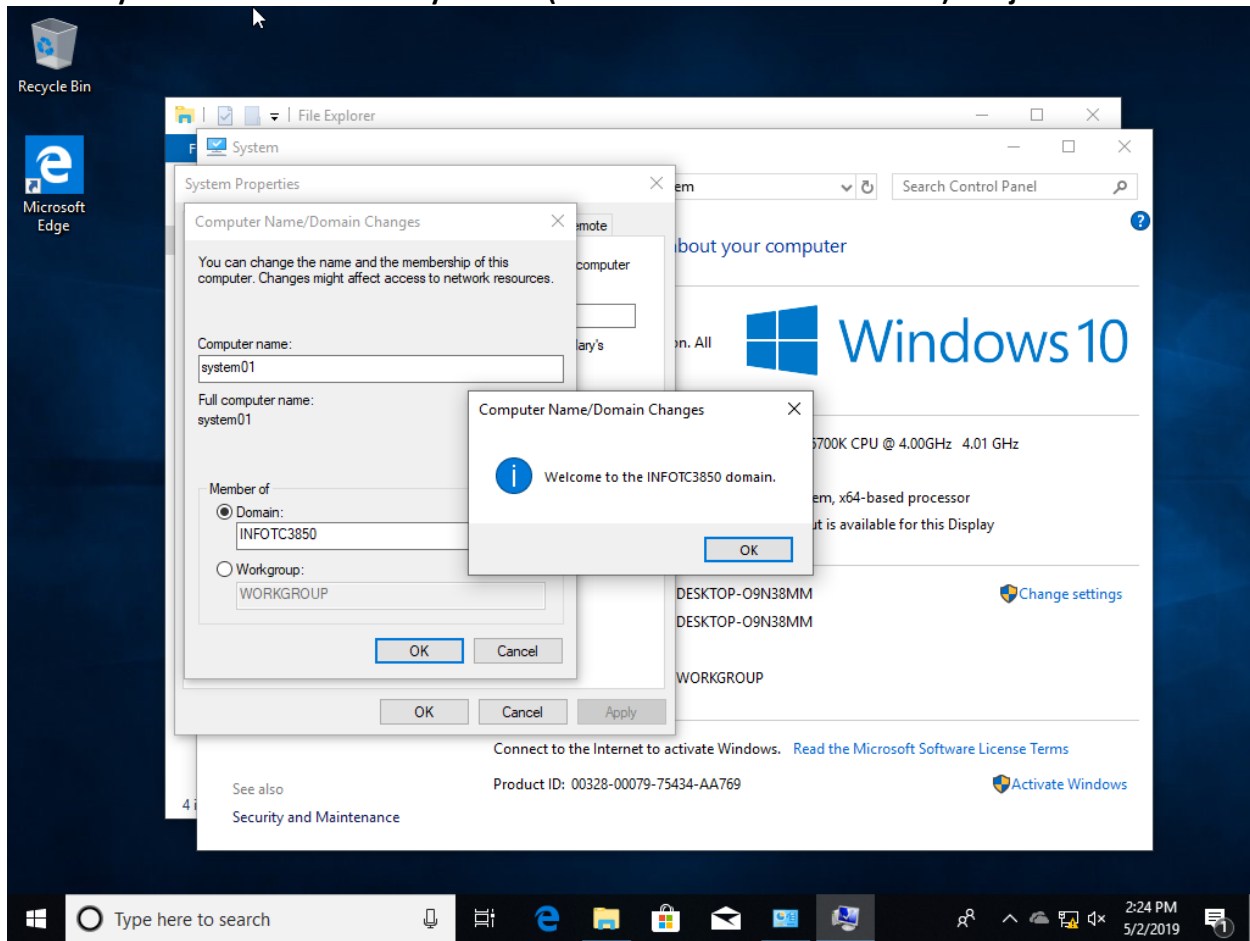 Recycle Bin
Microsoft
Edge
File Explorer
System
System Properties
em
Search Control Panel
Computer Name/Domain Changes
emote
about your computer
You can change the name and the membership of this
computer. Changes might affect access to network resources.
computer
Computer name:
lary's
on. All
Windows 10
system01
Full computer name:
system01
Computer Name/Domain Changes
6700K CPU @ 4.00GHz 4.01 GHz
Welcome to the INFOTC3850 domain.
Member of
em, x64-based processor
Domain:
ut is available for this Display
INFOTC3850
OK
Workgroup:
WORKGROUP
DESKTOP-O9N38MM
Change settings
DESKTOP-O9N38MM
OK
Cancel
WORKGROUP
OK
Cancel
Apply
Connect to the Internet to activate Windows. Read the Microsoft Software License Terms
See also
Product ID: 00328-00079-75434-AA769
Activate Windows
4 i
Security and Maintenance
Type here to search
2:24 PM
5/2/2019
1